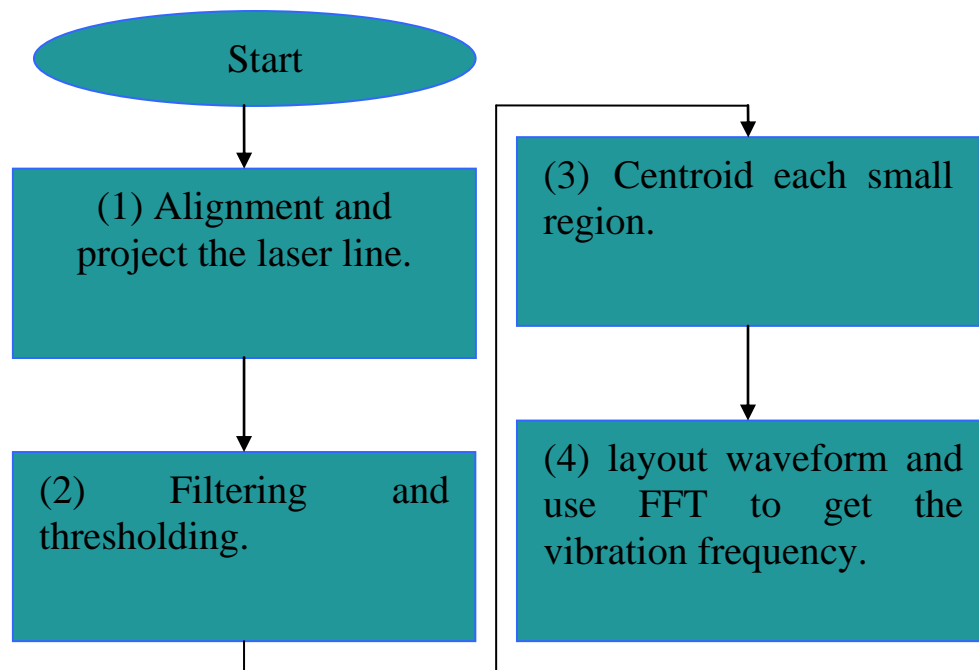 Start
(1) Alignment and
project the laser line.
(2) Filtering and
thresholding.
(3) Centroid each small
region.
(4) layout waveform and
use FFT to get the
vibration frequency.